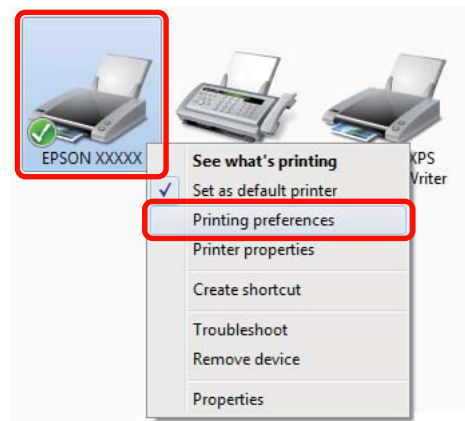 EPSON XXXXX
XPS
Writer
See what's printing
Set as default printer
Printing preferences
Printer properties
Create shortcut
Troubleshoot
Remove device
Properties